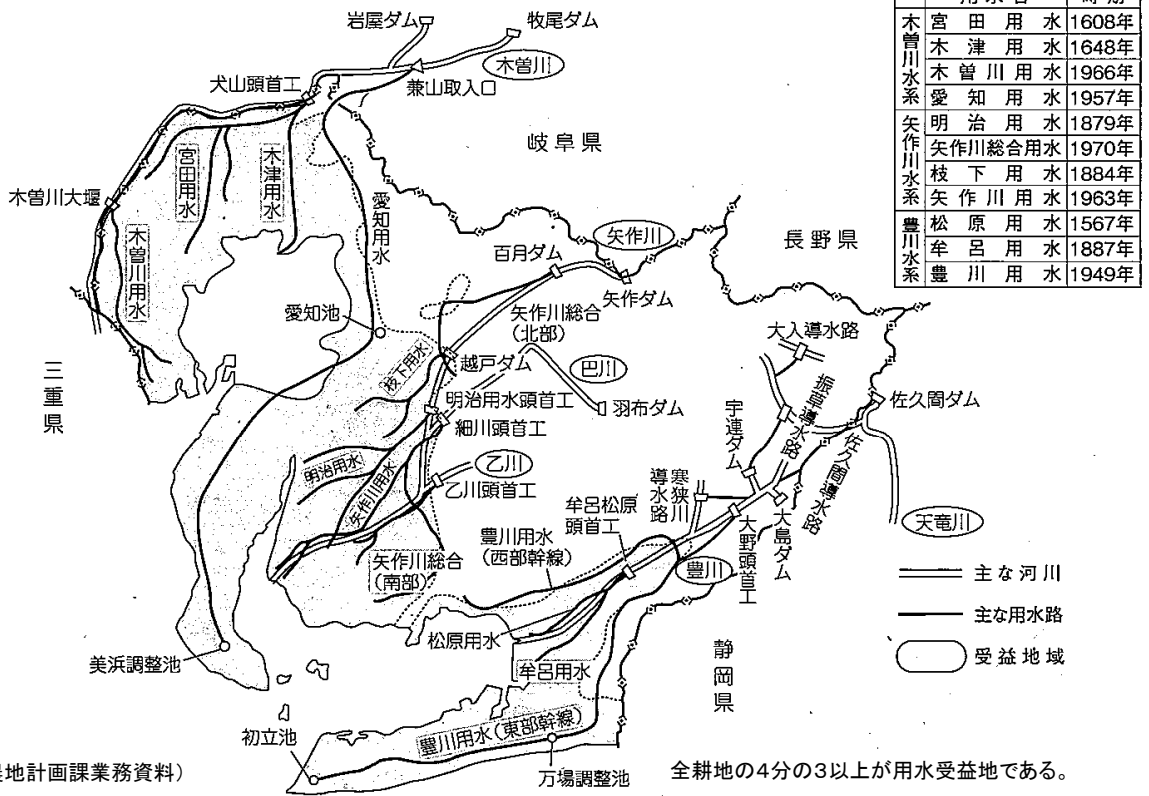 宮田用水 1608年
木津用水 1648年
木曽川用水 1966年
愛知用水 1957年
明治用水 1879年
矢作川総合用水 1970年
枝下用水 1884年
矢作川用水 1963年
松原用水 1567年
牟呂用水 1887年
豊川用水 1949年
木曽川水系
矢作川水系
豊川水系
岩屋ダム
牧尾ダム
木曽川
犬山頭首工
兼山取入口
岐阜県
宮田用水
木津用水
木曽川大堰
愛知用水
木曽川用水
矢作川
長野県
百月ダム
矢作ダム
愛知池
矢作川総合
(北部)
大入導水路
三重県
枝下用水
越戸ダム
巴川
振草導水路
佐久間ダム
明治用水頭首工
羽布ダム
宇連ダム
細川頭首工
佐久間導水路
明治用水
乙川
寒狭川
導水路
矢作川用水
乙川頭首工
牟呂松原
頭首工
大島ダム
天竜川
豊川用水
(西部幹線)
大野頭首工
矢作川総合
(南部)
豊川
主な河川
主な用水路
松原用水
受益地域
美浜調整池
牟呂用水
静岡県
初立池
豊川用水(東部幹線)
万場調整池
地計画課業務資料)
全耕地の4分の3以上が用水受益地である。